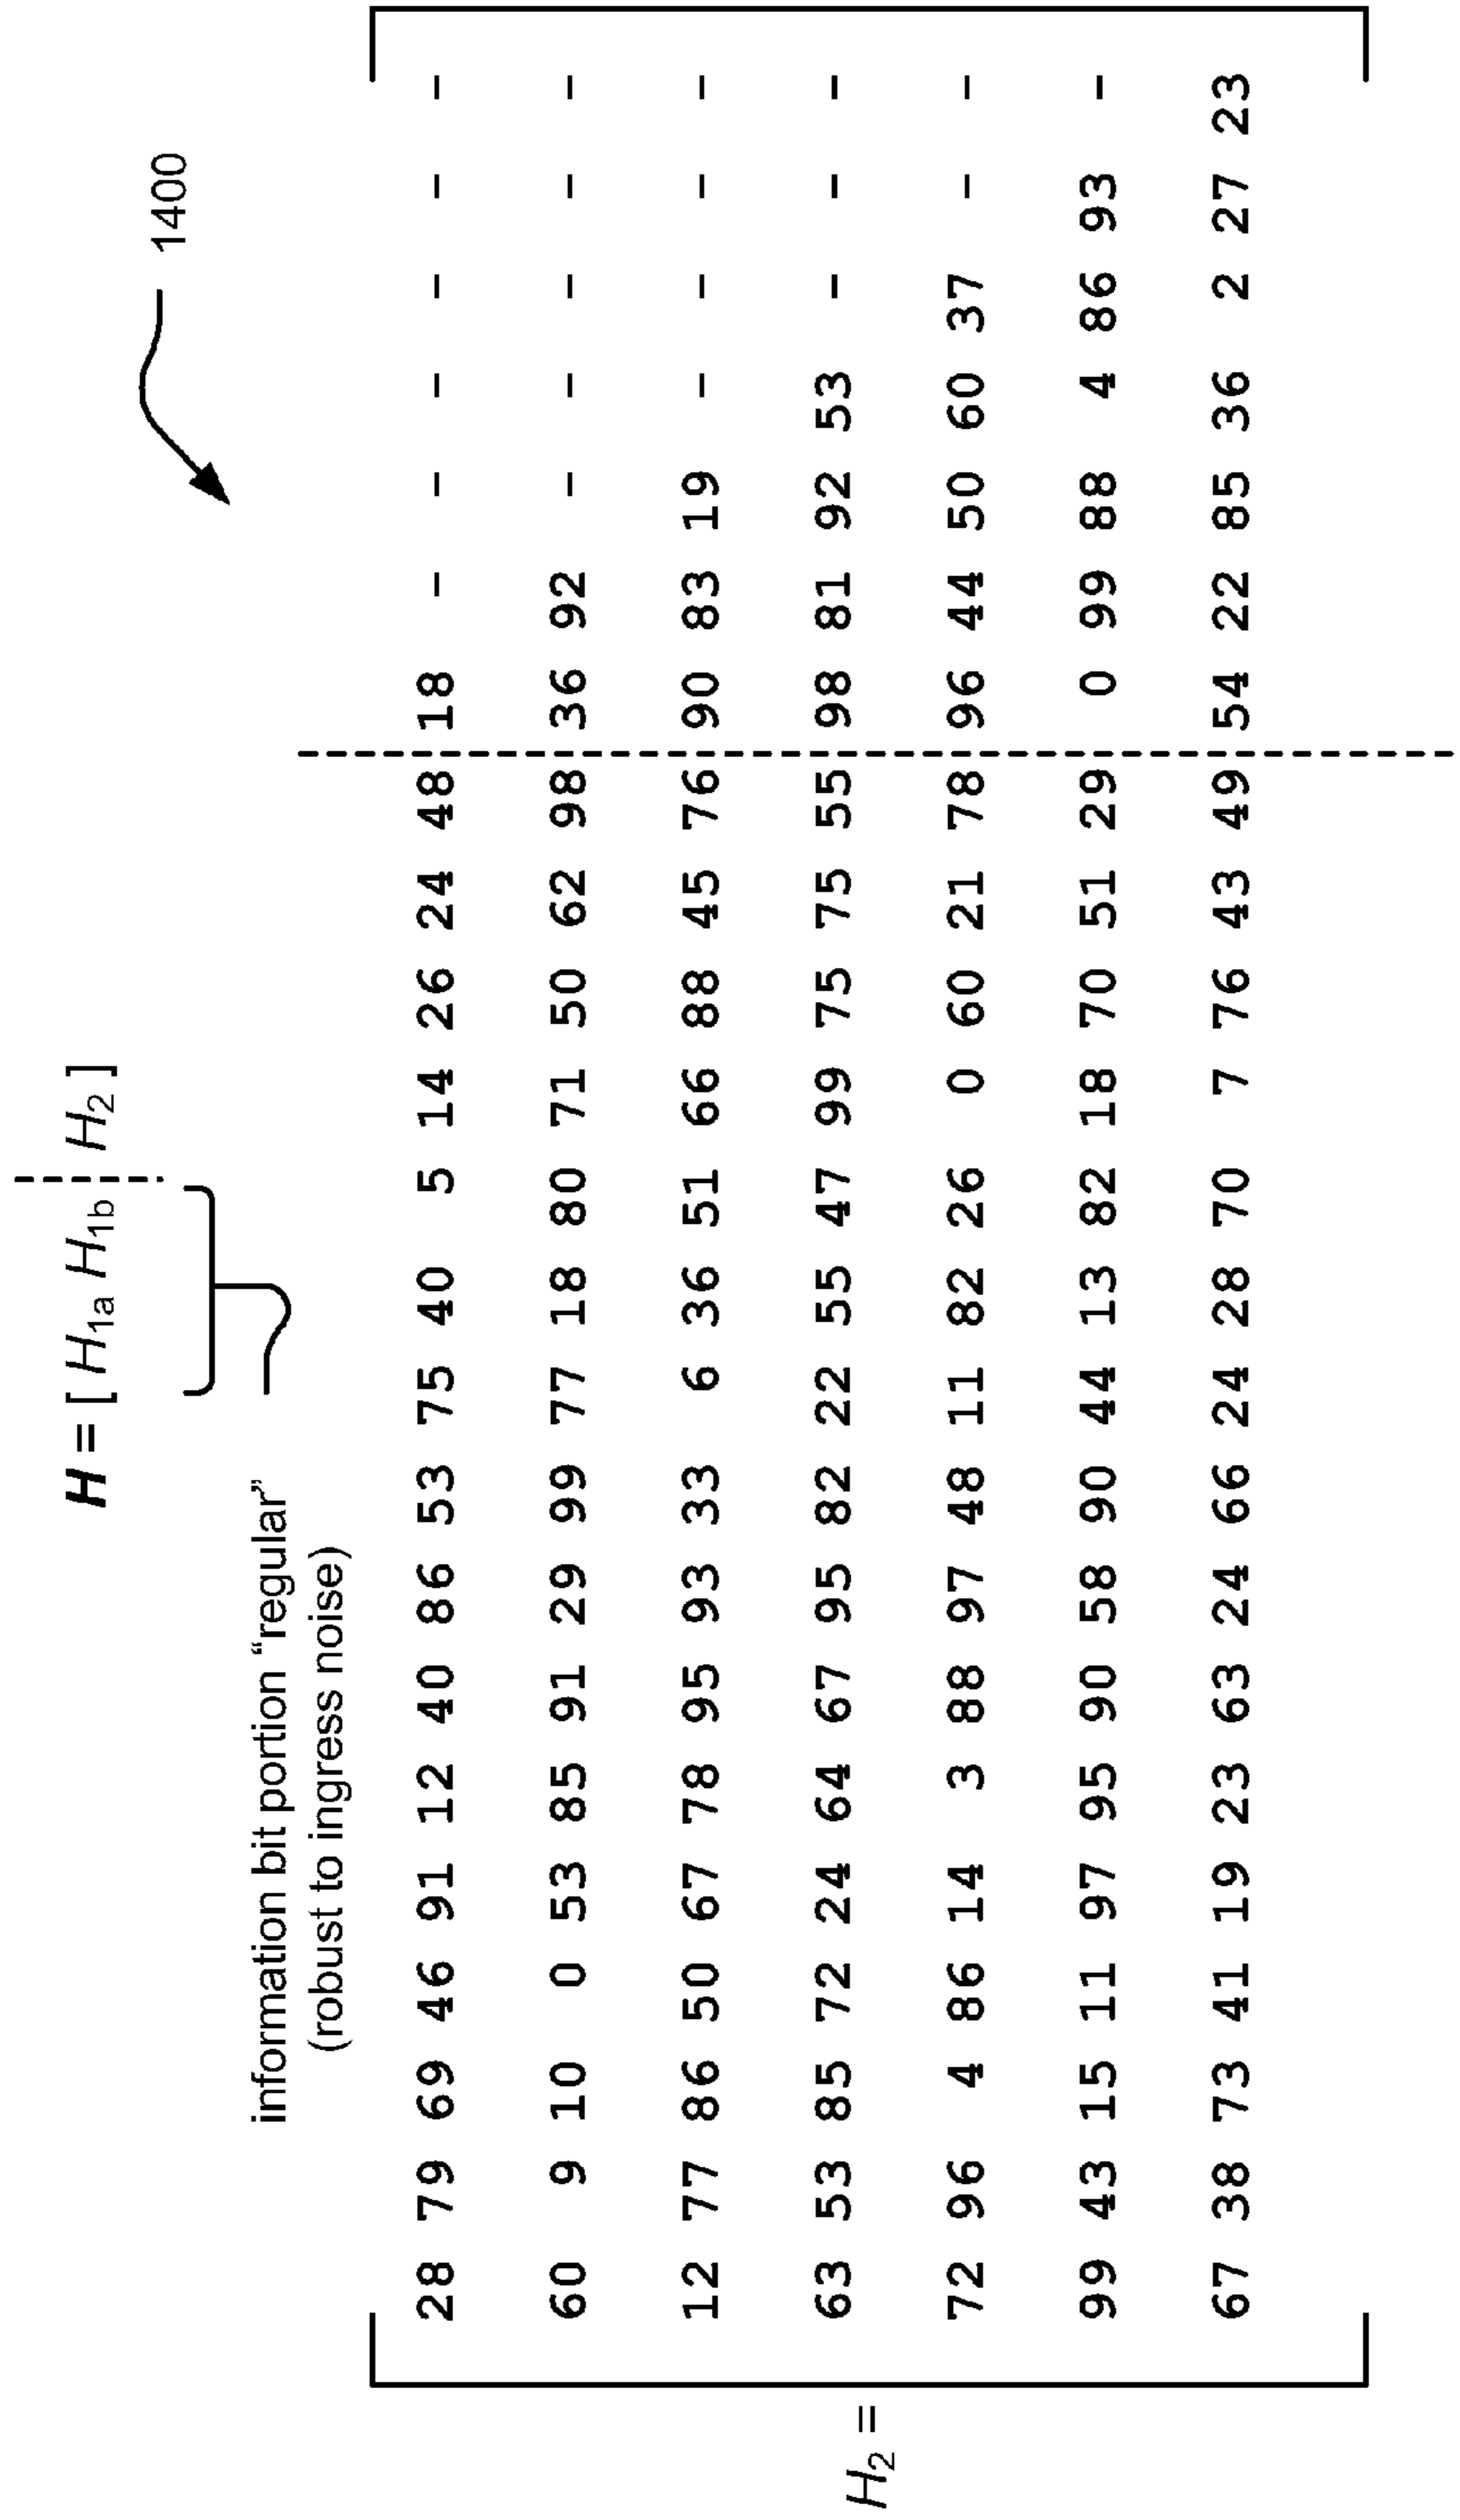 H = [ H1a H1b H2 ]
1400
information bit portion “regular”
(robust to ingress noise)
28 79 69 46 91 12 40 86 53 75 40 5 14 26 24 48 18 - - - - - -
60 9 10 0 53 85 91 29 99 77 18 80 71 50 62 98 36 92 - - - - -
12 77 86 50 67 78 95 93 33 6 36 51 66 88 45 76 90 83 19 - - - -
H2 = 63 53 85 72 24 64 67 95 82 22 55 47 99 75 75 55 98 81 92 53 - - -
72 96 4 86 14 3 88 97 48 11 82 26 0 60 21 78 96 44 50 60 37 - -
99 43 15 11 97 95 90 58 90 44 13 82 18 70 51 29 0 99 88 4 86 93 -
67 38 73 41 19 23 63 24 66 24 28 70 7 76 43 49 54 22 85 36 2 27 23